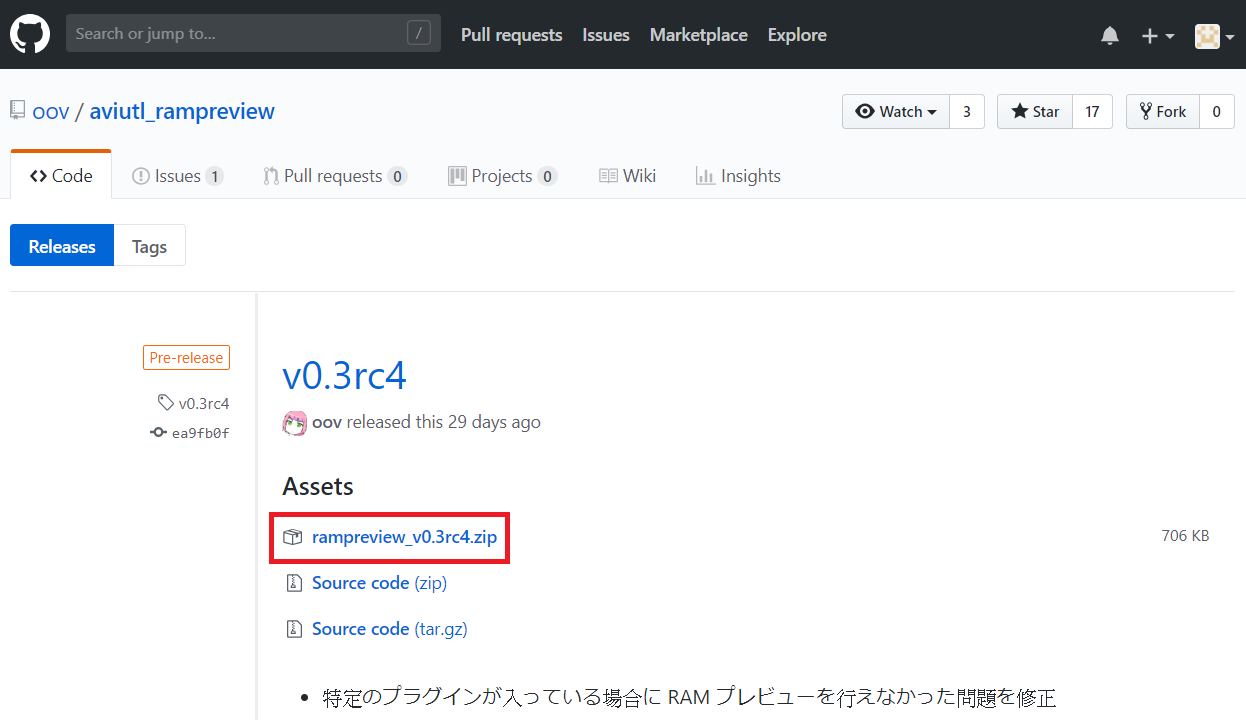 Search or jump to... / Pull requests Issues Marketplace Explore
oov / aviutl_rampreview Watch 3 Star 17 Fork 0
Code Issues 1 Pull requests 0 Projects 0 Wiki Insights
Releases Tags
Pre-release
v0.3rc4
v0.3rc4
oov released this 29 days ago
ea9fb0f
Assets
rampreview_v0.3rc4.zip 706 KB
Source code (zip)
Source code (tar.gz)
• 特定のプラグインが入っている場合に RAM プレビューを行えなかった問題を修正